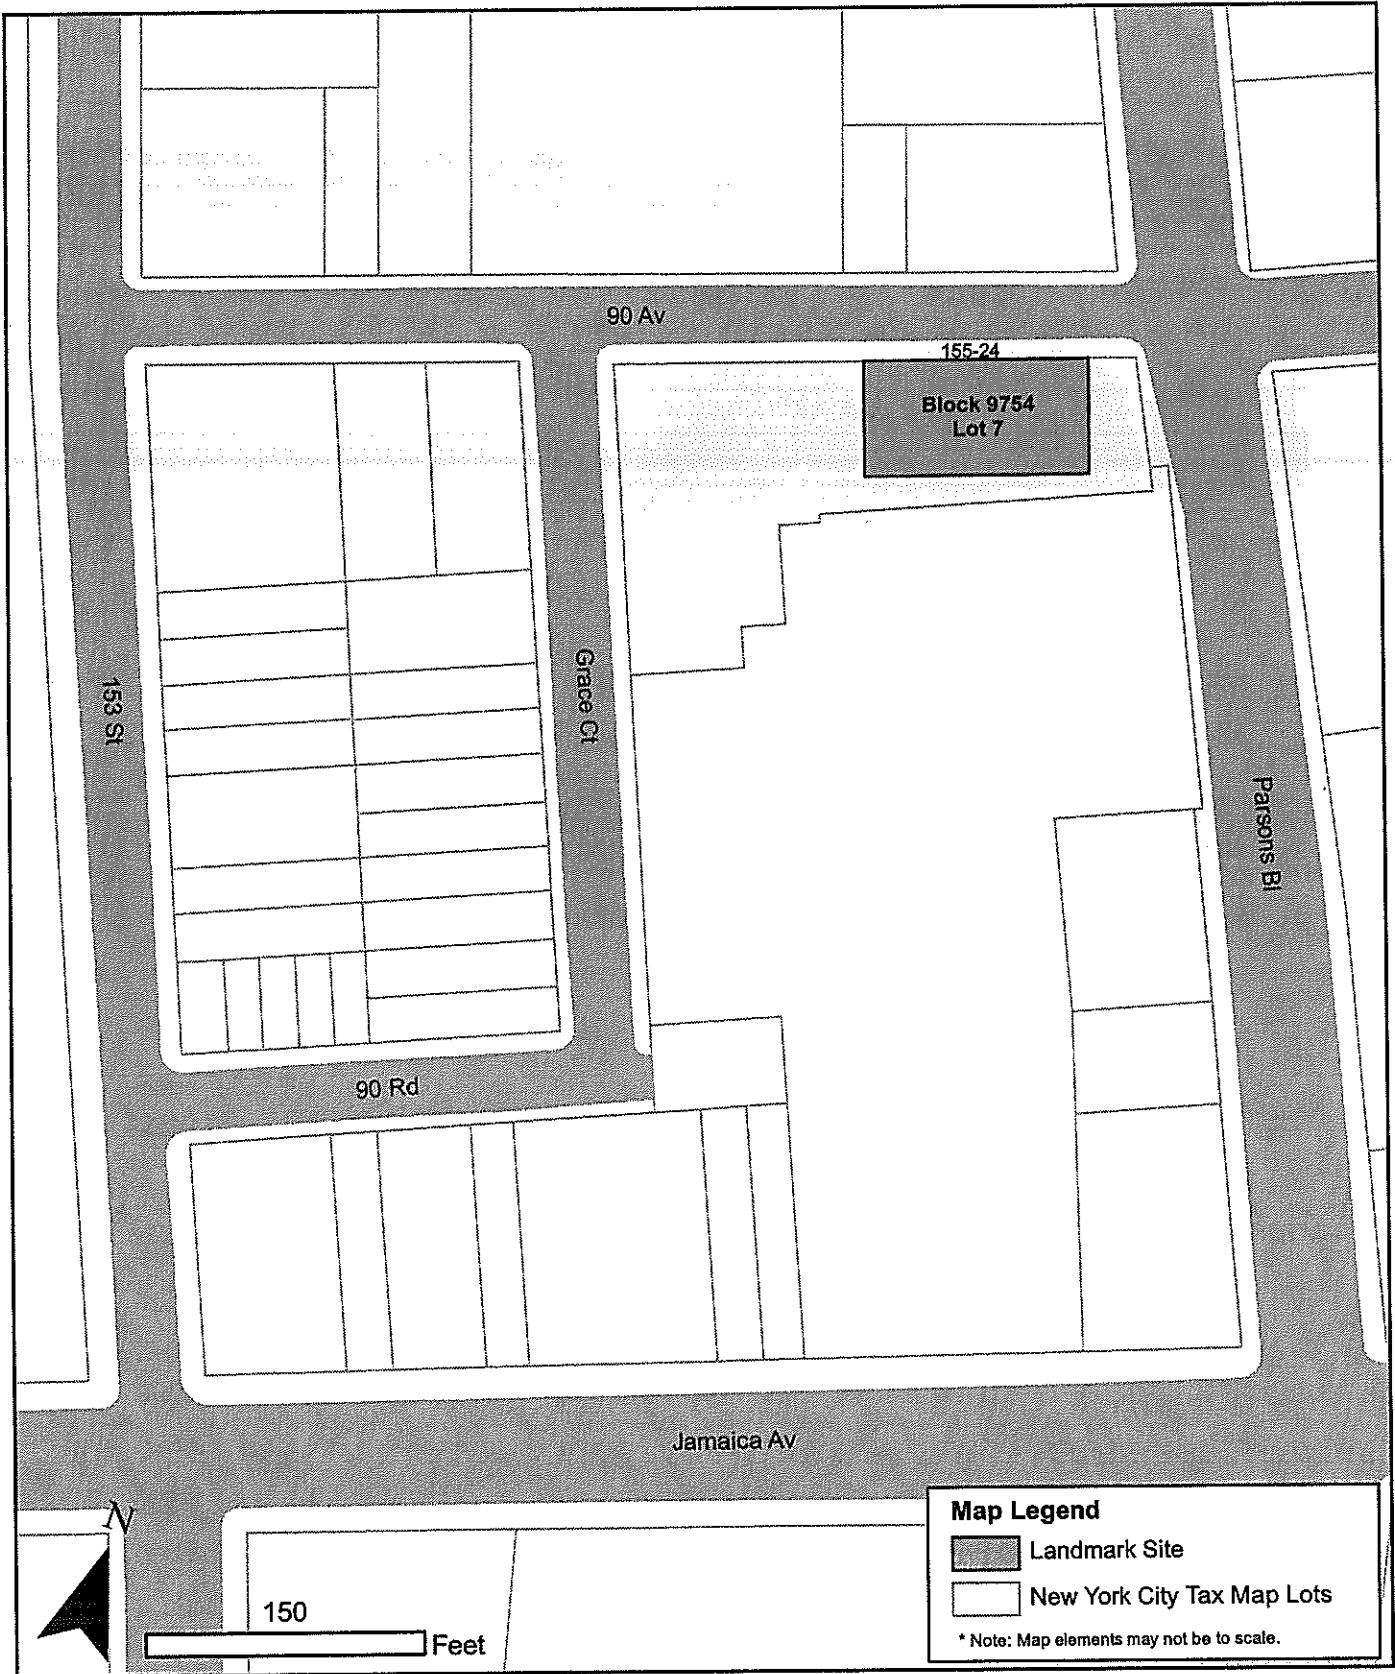 90 Av
155-24
Block 9754
Lot 7
153 St
Grace Ct
Parsons Bl
90 Rd
Jamaica Av
N
150
Feet
Map Legend
Landmark Site
New York City Tax Map Lots
* Note: Map elements may not be to scale.